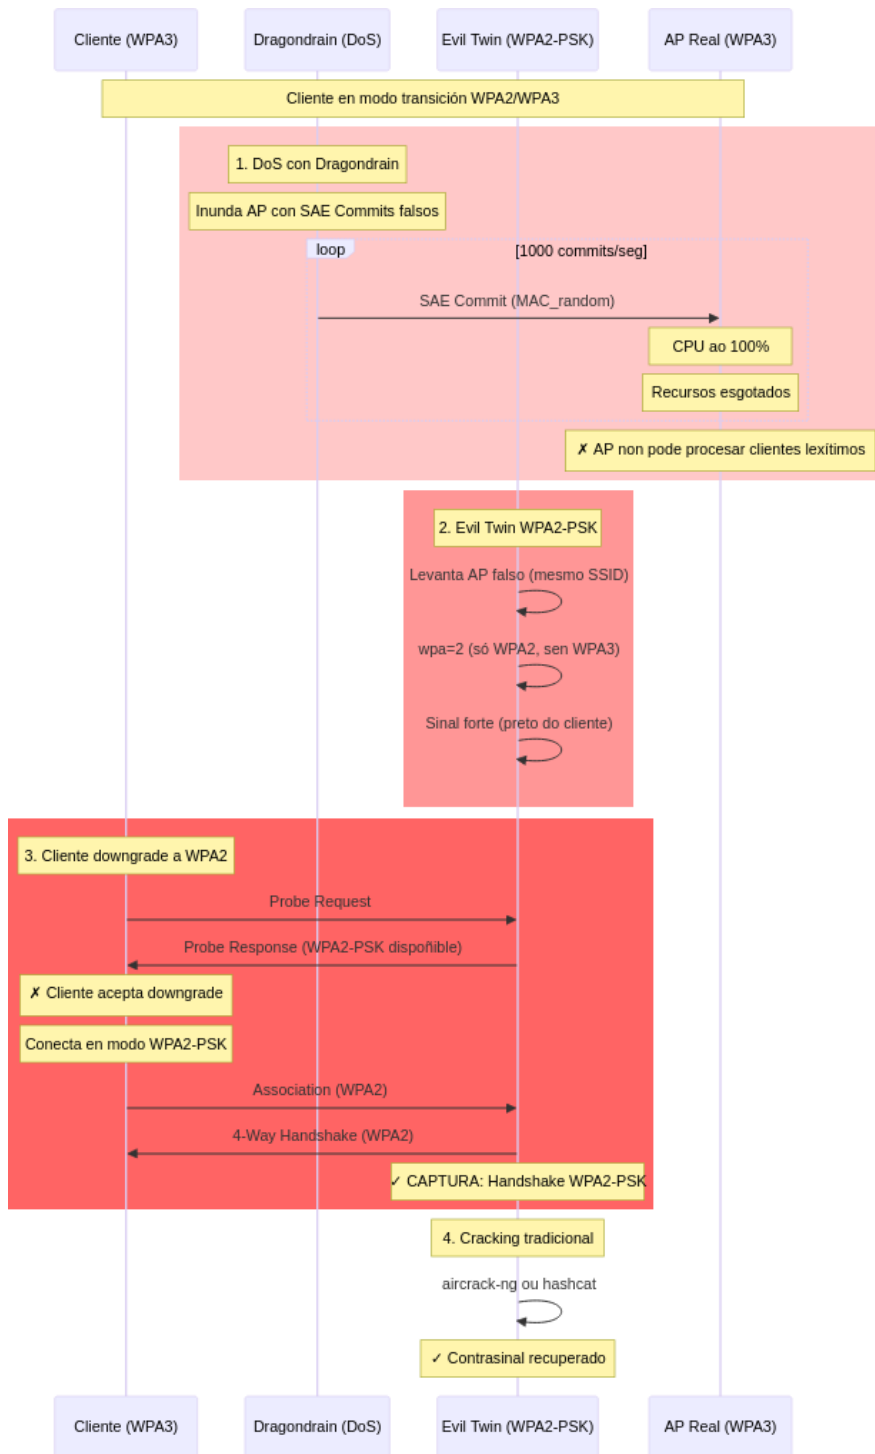 Cliente (WPA3)
Dragondrain (DoS)
Evil Twin (WPA2-PSK)
AP Real (WPA3)
Cliente en modo transición WPA2/WPA3
1. DoS con Dragondrain
Inunda AP con SAE Commits falsos
loop
[1000 commits/seg]
SAE Commit (MAC_random)
CPU ao 100%
Recursos esgotados
✗ AP non pode procesar clientes lexítimos
2. Evil Twin WPA2-PSK
Levanta AP falso (mesmo SSID)
wpa=2 (só WPA2, sen WPA3)
Sinal forte (preto do cliente)
3. Cliente downgrade a WPA2
Probe Request
Probe Response (WPA2-PSK dispoñible)
✗ Cliente acepta downgrade
Conecta en modo WPA2-PSK
Association (WPA2)
4-Way Handshake (WPA2)
✓ CAPTURA: Handshake WPA2-PSK
4. Cracking tradicional
aircrack-ng ou hashcat
✓ Contrasinal recuperado
Cliente (WPA3)
Dragondrain (DoS)
Evil Twin (WPA2-PSK)
AP Real (WPA3)